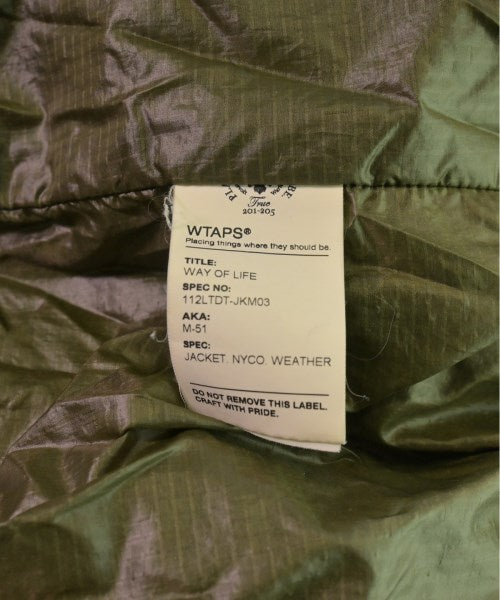 True
201-205
WTAPS®
Placing things where they should be.
TITLE:
WAY OF LIFE
SPEC NO:
112LTDT-JKM03
AKA:
M-51
SPEC:
JACKET. NYCO. WEATHER
DO NOT REMOVE THIS LABEL.
CRAFT WITH PRIDE.